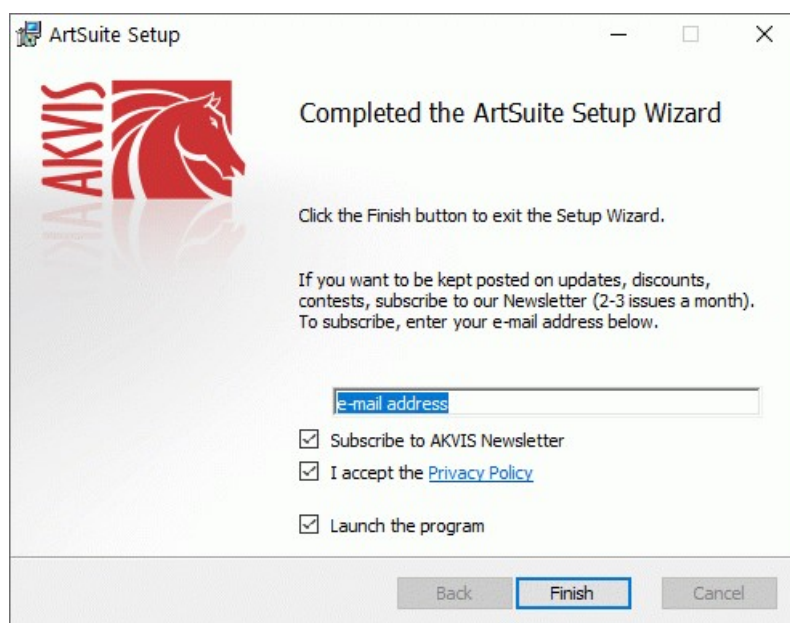 ArtSuite Setup
AKVIS
Completed the ArtSuite Setup Wizard
Click the Finish button to exit the Setup Wizard.
If you want to be kept posted on updates, discounts,
contests, subscribe to our Newsletter (2-3 issues a month).
To subscribe, enter your e-mail address below.
e-mail address
Subscribe to AKVIS Newsletter
I accept the Privacy Policy
Launch the program
Back Finish Cancel